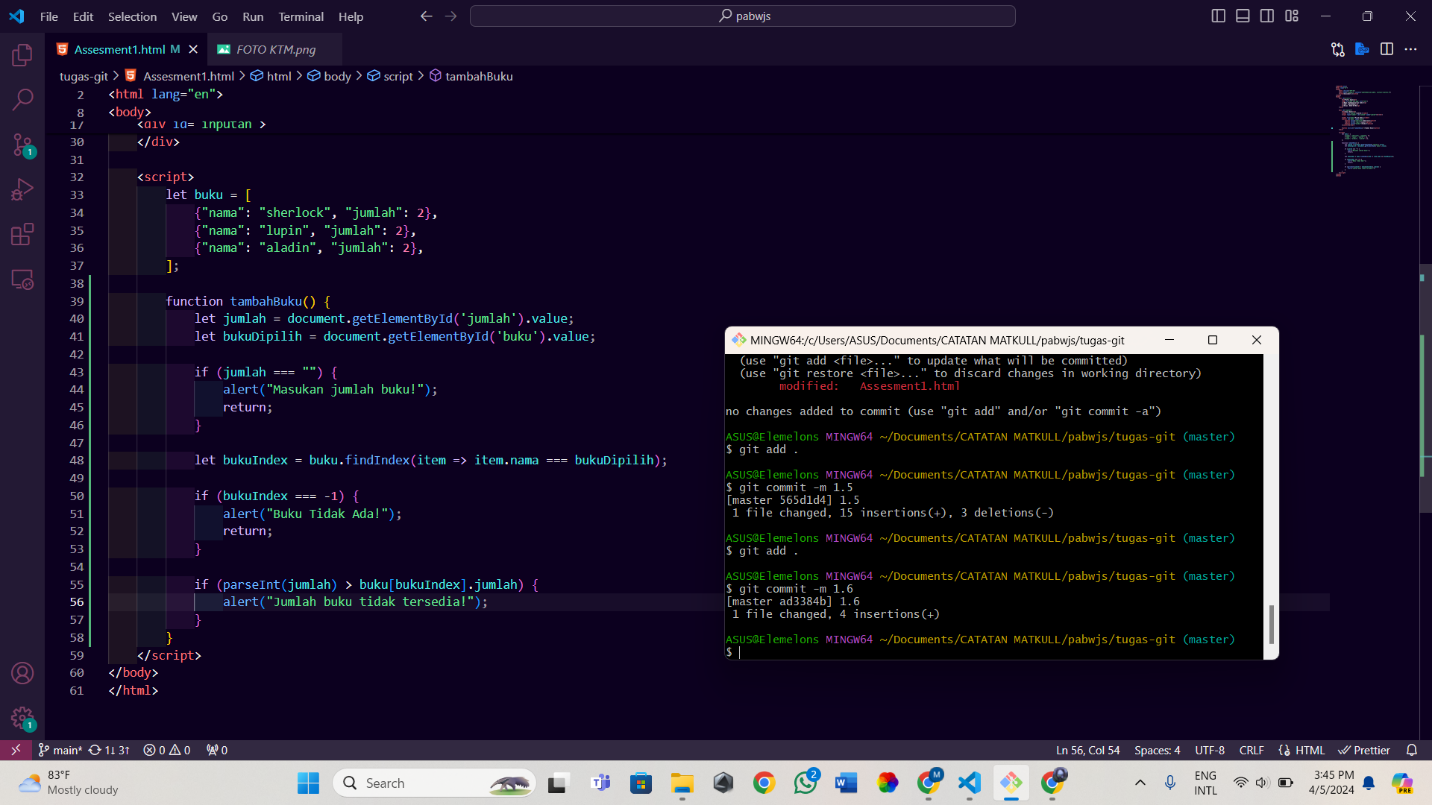 File Edit Selection View Go Run Terminal Help
pabwjs
Assesment1.html M
FOTO KTM.png
tugas-git > Assesment1.html > html > body > script > tambahBuku
2 <html lang="en">
8 <body>
17 <div id="inputan">
30 </div>
31
32 <script>
33 let buku = [
34 {"nama": "sherlock", "jumlah": 2},
35 {"nama": "lupin", "jumlah": 2},
36 {"nama": "aladin", "jumlah": 2},
37 ];
38
39 function tambahBuku() {
40 let jumlah = document.getElementById('jumlah').value;
41 let bukuDipilih = document.getElementById('buku').value;
42
43 if (jumlah === "") {
44 alert("Masukan jumlah buku!");
45 return;
46 }
47
48 let bukuIndex = buku.findIndex(item => item.nama === bukuDipilih);
49
50 if (bukuIndex === -1) {
51 alert("Buku Tidak Ada!");
52 return;
53 }
54
55 if (parseInt(jumlah) > buku[bukuIndex].jumlah) {
56 alert("Jumlah buku tidak tersedia!");
57 }
58 }
59 </script>
60 </body>
61 </html>
MINGW64:/c/Users/ASUS/Documents/CATATAN MATKULL/pabwjs/tugas-git
(use "git add <file>..." to update what will be committed)
(use "git restore <file>..." to discard changes in working directory)
modified: Assesment1.html
no changes added to commit (use "git add" and/or "git commit -a")
ASUS@Elemelons MINGW64 ~/Documents/CATATAN MATKULL/pabwjs/tugas-git (master)
$ git add .
ASUS@Elemelons MINGW64 ~/Documents/CATATAN MATKULL/pabwjs/tugas-git (master)
$ git commit -m 1.5
[master 565d1d4] 1.5
1 file changed, 15 insertions(+), 3 deletions(-)
ASUS@Elemelons MINGW64 ~/Documents/CATATAN MATKULL/pabwjs/tugas-git (master)
$ git add .
ASUS@Elemelons MINGW64 ~/Documents/CATATAN MATKULL/pabwjs/tugas-git (master)
$ git commit -m 1.6
[master ad3384b] 1.6
1 file changed, 4 insertions(+)
ASUS@Elemelons MINGW64 ~/Documents/CATATAN MATKULL/pabwjs/tugas-git (master)
$
1
1
main* 1↓ 3↑ 0 0 0
Ln 56, Col 54 Spaces: 4 UTF-8 CRLF HTML Prettier
83°F
Mostly cloudy
Search
2
M
ENG
INTL
3:45 PM
4/5/2024
PRE